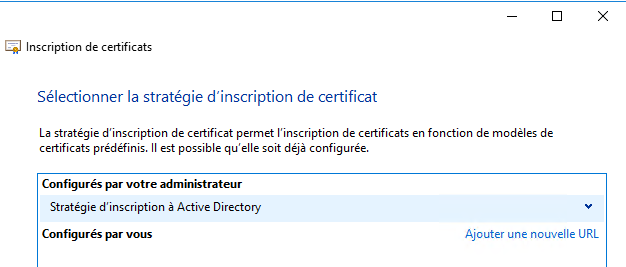 Inscription de certificats
Sélectionner la stratégie d’inscription de certificat
La stratégie d’inscription de certificat permet l’inscription de certificats en fonction de modèles de
certificats prédéfinis. Il est possible qu’elle soit déjà configurée.
Configurés par votre administrateur
Stratégie d’inscription à Active Directory
Configurés par vous Ajouter une nouvelle URL